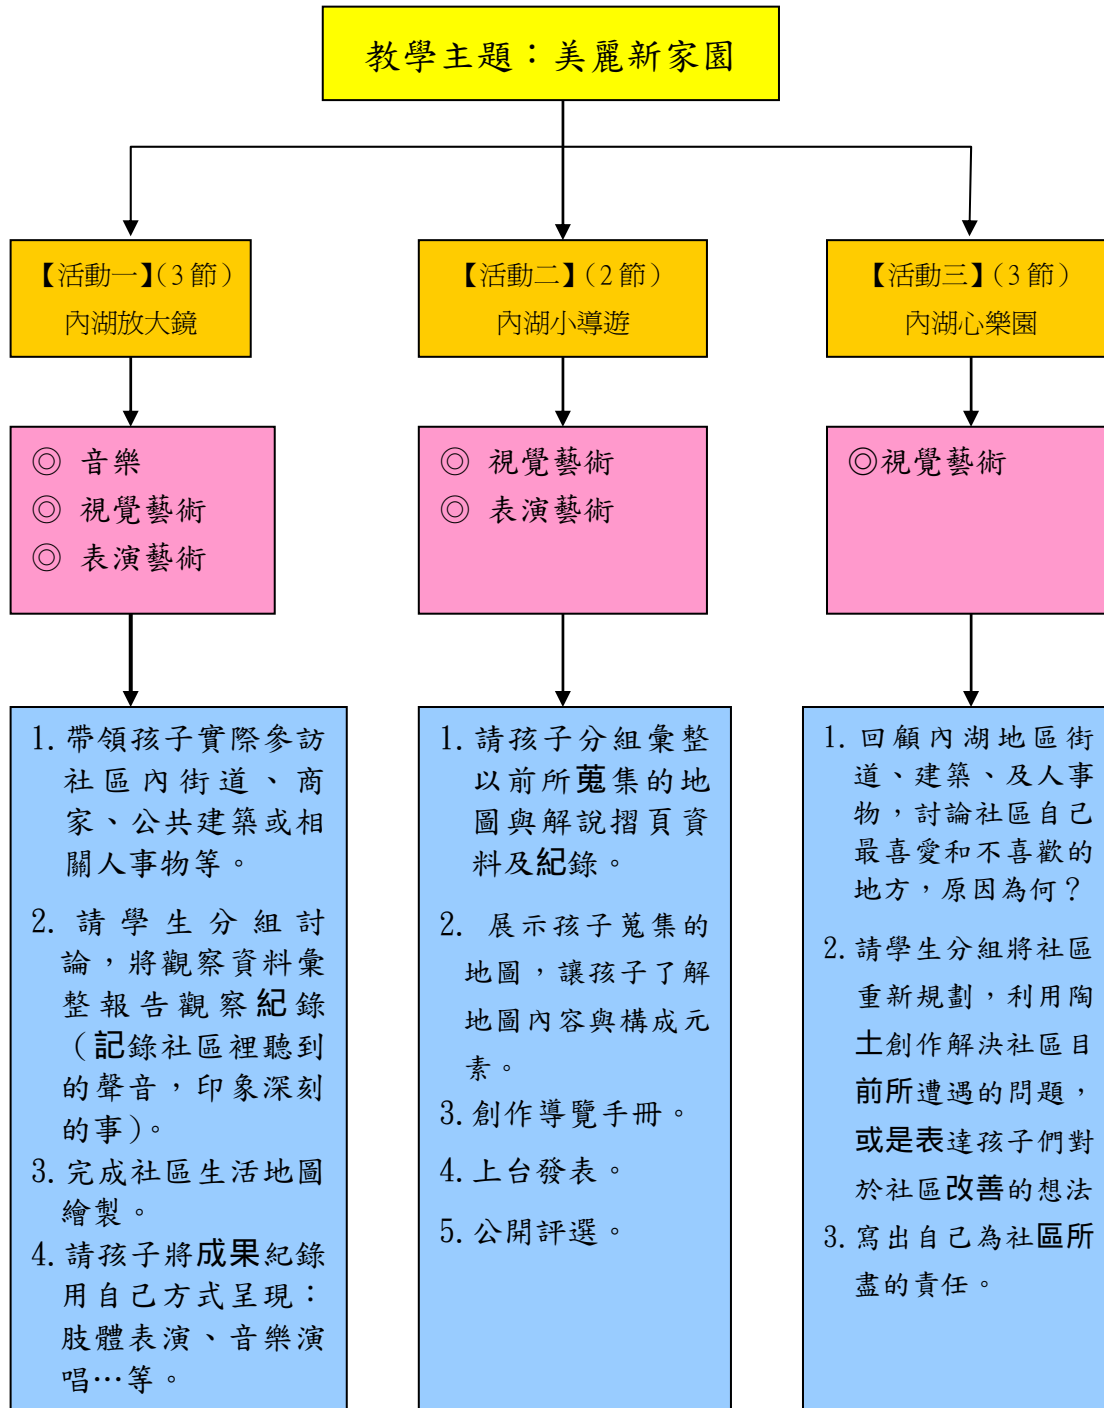 教學主題：美麗新家園
【活動一】(3節)
內湖放大鏡
【活動二】(2節)
內湖小導遊
【活動三】(3節)
內湖心樂園
◎ 音樂
◎ 視覺藝術
◎ 表演藝術
◎ 視覺藝術
◎ 表演藝術
◎視覺藝術
1. 帶領孩子實際參訪
社區內街道、商
家、公共建築或相
關人事物等。
2. 請學生分組討
論，將觀察資料彙
整報告觀察紀錄
（記錄社區裡聽到
的聲音，印象深刻
的事）。
3. 完成社區生活地圖
繪製。
4. 請孩子將成果紀錄
用自己方式呈現：
肢體表演、音樂演
唱…等。
1. 請孩子分組彙整
以前所蒐集的地
圖與解說摺頁資
料及紀錄。
2. 展示孩子蒐集的
地圖，讓孩子了解
地圖內容與構成元
素。
3. 創作導覽手冊。
4. 上台發表。
5. 公開評選。
1. 回顧內湖地區街
道、建築、及人事
物，討論社區自己
最喜愛和不喜歡的
地方，原因為何？
2. 請學生分組將社區
重新規劃，利用陶
土創作解決社區目
前所遭遇的問題，
或是表達孩子們對
於社區改善的想法
3. 寫出自己為社區所
盡的責任。